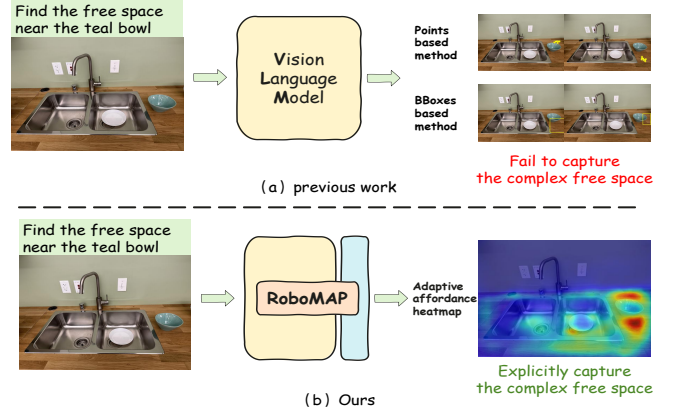 Find the free space
near the teal bowl
Vision
Language
Model
Points
based
method
BBoxes
based
method
Fail to capture
the complex free space
(a) previous work
Find the free space
near the teal bowl
RoboMAP
Adaptive
affordance
heatmap
Explicitly capture
the complex free space
(b) Ours